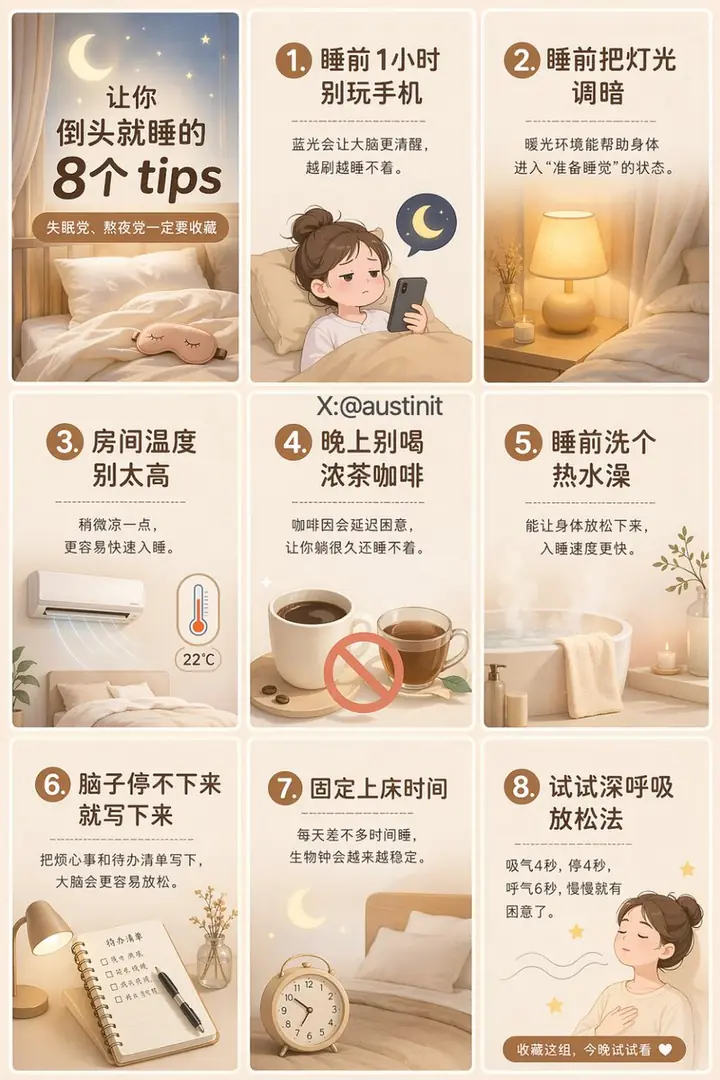 让你
倒头就睡的
8个 tips
失眠党、熬夜党一定要收藏
1. 睡前1小时
别玩手机
蓝光会让大脑更清醒，
越刷越睡不着。
2. 睡前把灯光
调暗
暖光环境能帮助身体
进入“准备睡觉”的状态。
X:@austinit
3. 房间温度
别太高
稍微凉一点，
更容易快速入睡。
22℃
4. 晚上别喝
浓茶咖啡
咖啡因会延迟困意，
让你躺很久还睡不着。
5. 睡前洗个
热水澡
能让身体放松下来，
入睡速度更快。
6. 脑子停不下来
就写下来
把烦心事和待办清单写下，
大脑会更容易放松。
待办清单
7. 固定上床时间
每天差不多时间睡，
生物钟会越来越稳定。
8. 试试深呼吸
放松法
吸气4秒，停4秒，
呼气6秒，慢慢就有
困意了。
收藏这组，今晚试试看